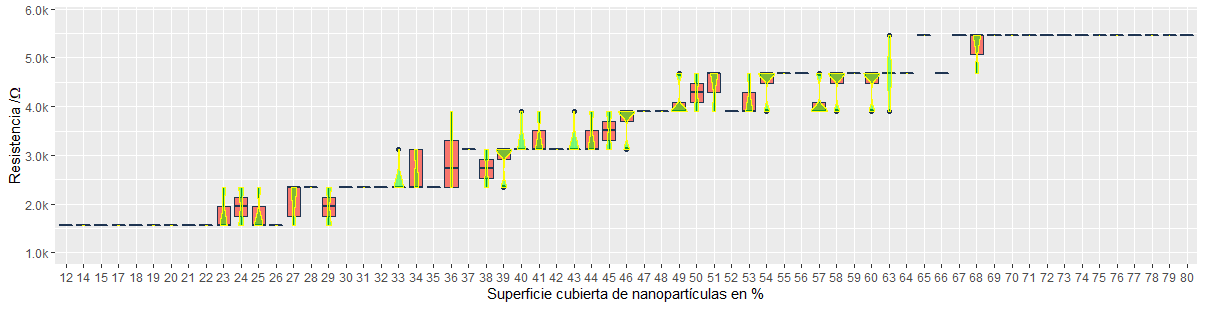 6.0k
5.0k
4.0k
3.0k
2.0k
1.0k
Resistencia /Ω
12 14 15 17 18 19 20 21 22 23 24 25 26 27 28 29 30 31 32 33 34 35 36 37 38 39 40 41 42 43 44 45 46 47 48 49 50 51 52 53 54 55 56 57 58 59 60 63 64 65 66 67 68 69 70 71 72 73 74 75 76 77 78 79 80
Superficie cubierta de nanopartículas en %